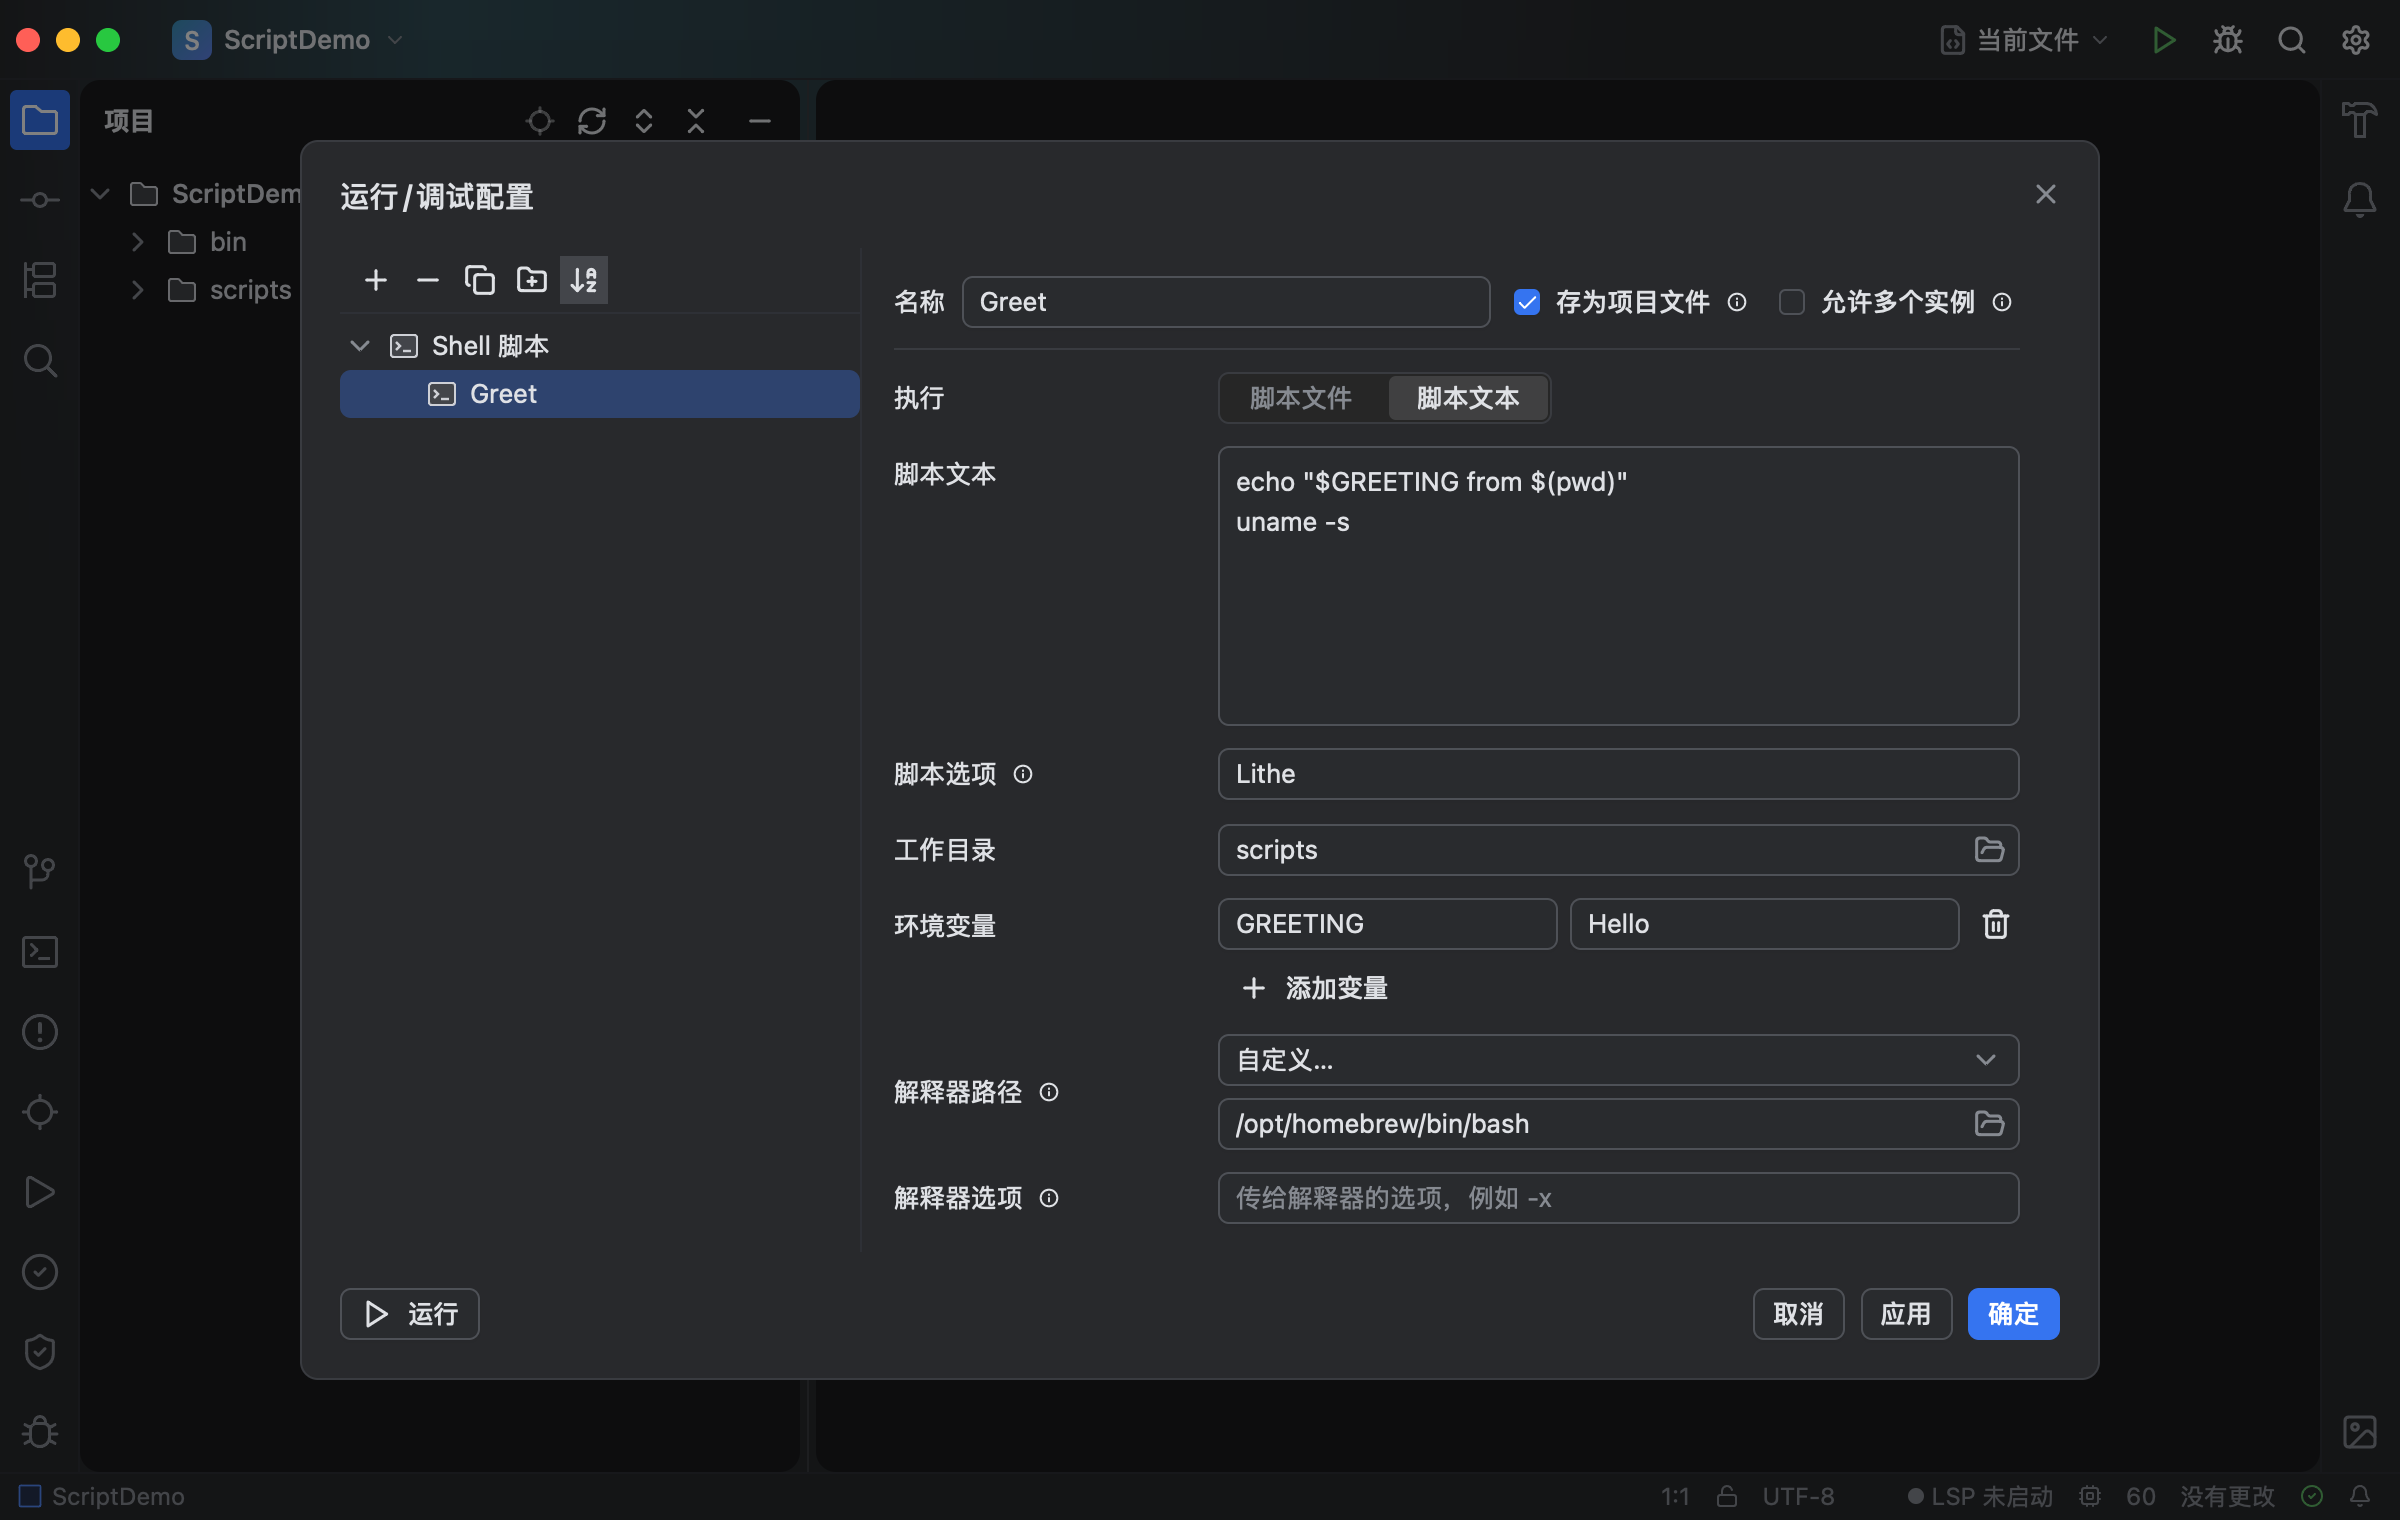 S ScriptDemo
当前文件
项目
ScriptDem
bin
scripts
运行/调试配置
Shell 脚本
Greet
名称 Greet 存为项目文件 允许多个实例
执行 脚本文件 脚本文本
脚本文本
echo "$GREETING from $(pwd)"
uname -s
脚本选项 Lithe
工作目录 scripts
环境变量 GREETING Hello
添加变量
自定义...
解释器路径
/opt/homebrew/bin/bash
解释器选项 传给解释器的选项，例如 -x
运行 取消 应用 确定
ScriptDemo 1:1 UTF-8 LSP 未启动 60 没有更改